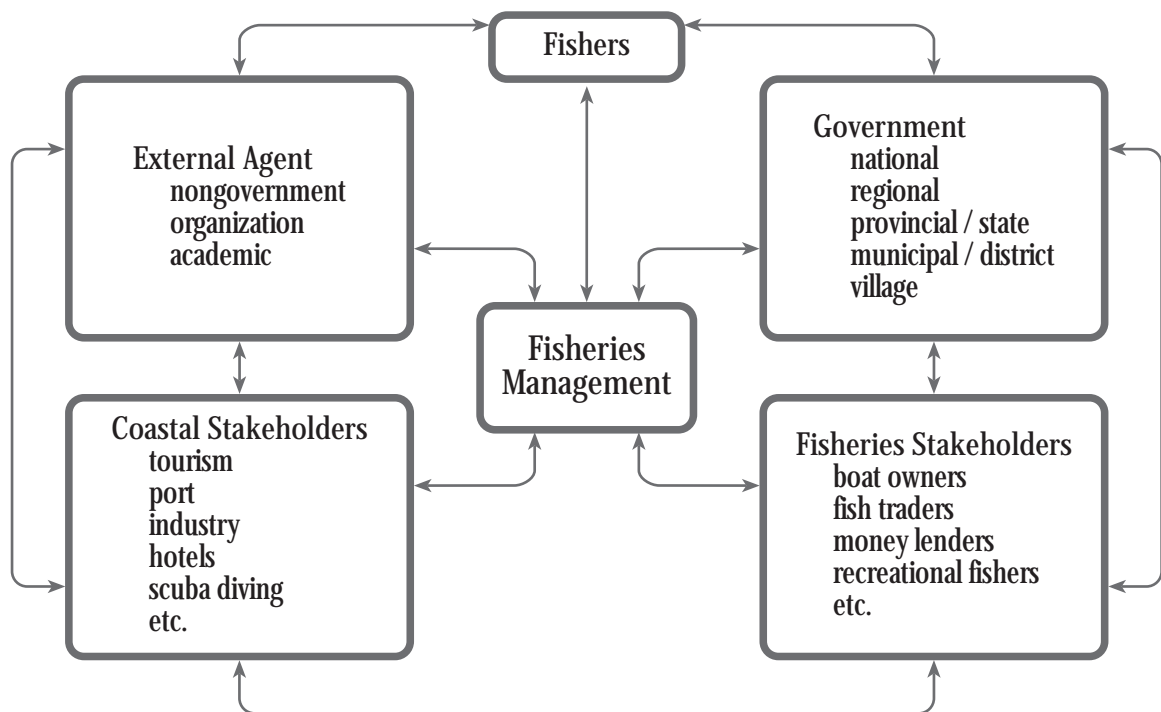 Fishers
External Agent
nongovernment
organization
academic
Government
national
regional
provincial / state
municipal / district
village
Fisheries
Management
Coastal Stakeholders
tourism
port
industry
hotels
scuba diving
etc.
Fisheries Stakeholders
boat owners
fish traders
money lenders
recreational fishers
etc.